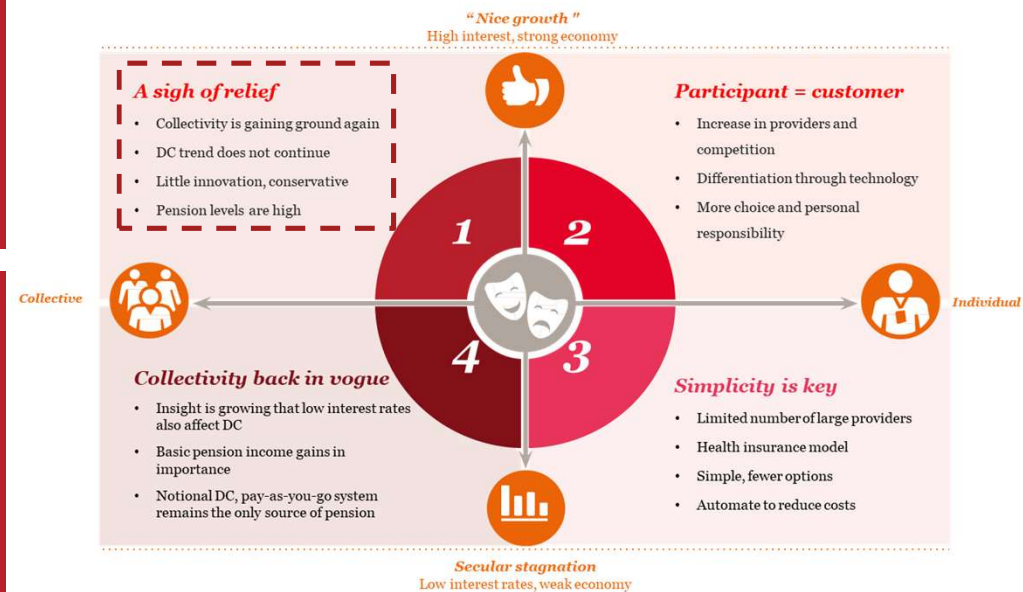 “ Nice growth ”
High interest, strong economy
A sigh of relief
• Collectivity is gaining ground again
• DC trend does not continue
• Little innovation, conservative
• Pension levels are high
Participant = customer
• Increase in providers and
competition
• Differentiation through technology
• More choice and personal
responsibility
1
2
Collective
Individual
4
3
Collectivity back in vogue
• Insight is growing that low interest rates
also affect DC
• Basic pension income gains in
importance
• Notional DC, pay-as-you-go system
remains the only source of pension
Simplicity is key
• Limited number of large providers
• Health insurance model
• Simple, fewer options
• Automate to reduce costs
Secular stagnation
Low interest rates, weak economy